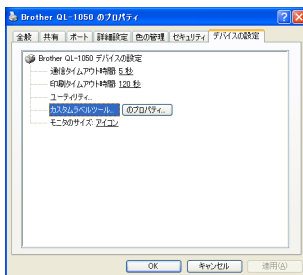 Brother QL-1050 のプロパティ
全般 共有 ポート 詳細設定 色の管理 セキュリティ デバイスの設定
Brother QL-1050 デバイスの設定
通信タイムアウト時間: 5 秒
印刷タイムアウト時間: 120 秒
ユーティリティ...
カスタムラベルツール... のプロパティ...
モニタのサイズ: アイコン
OK キャンセル 適用(A)